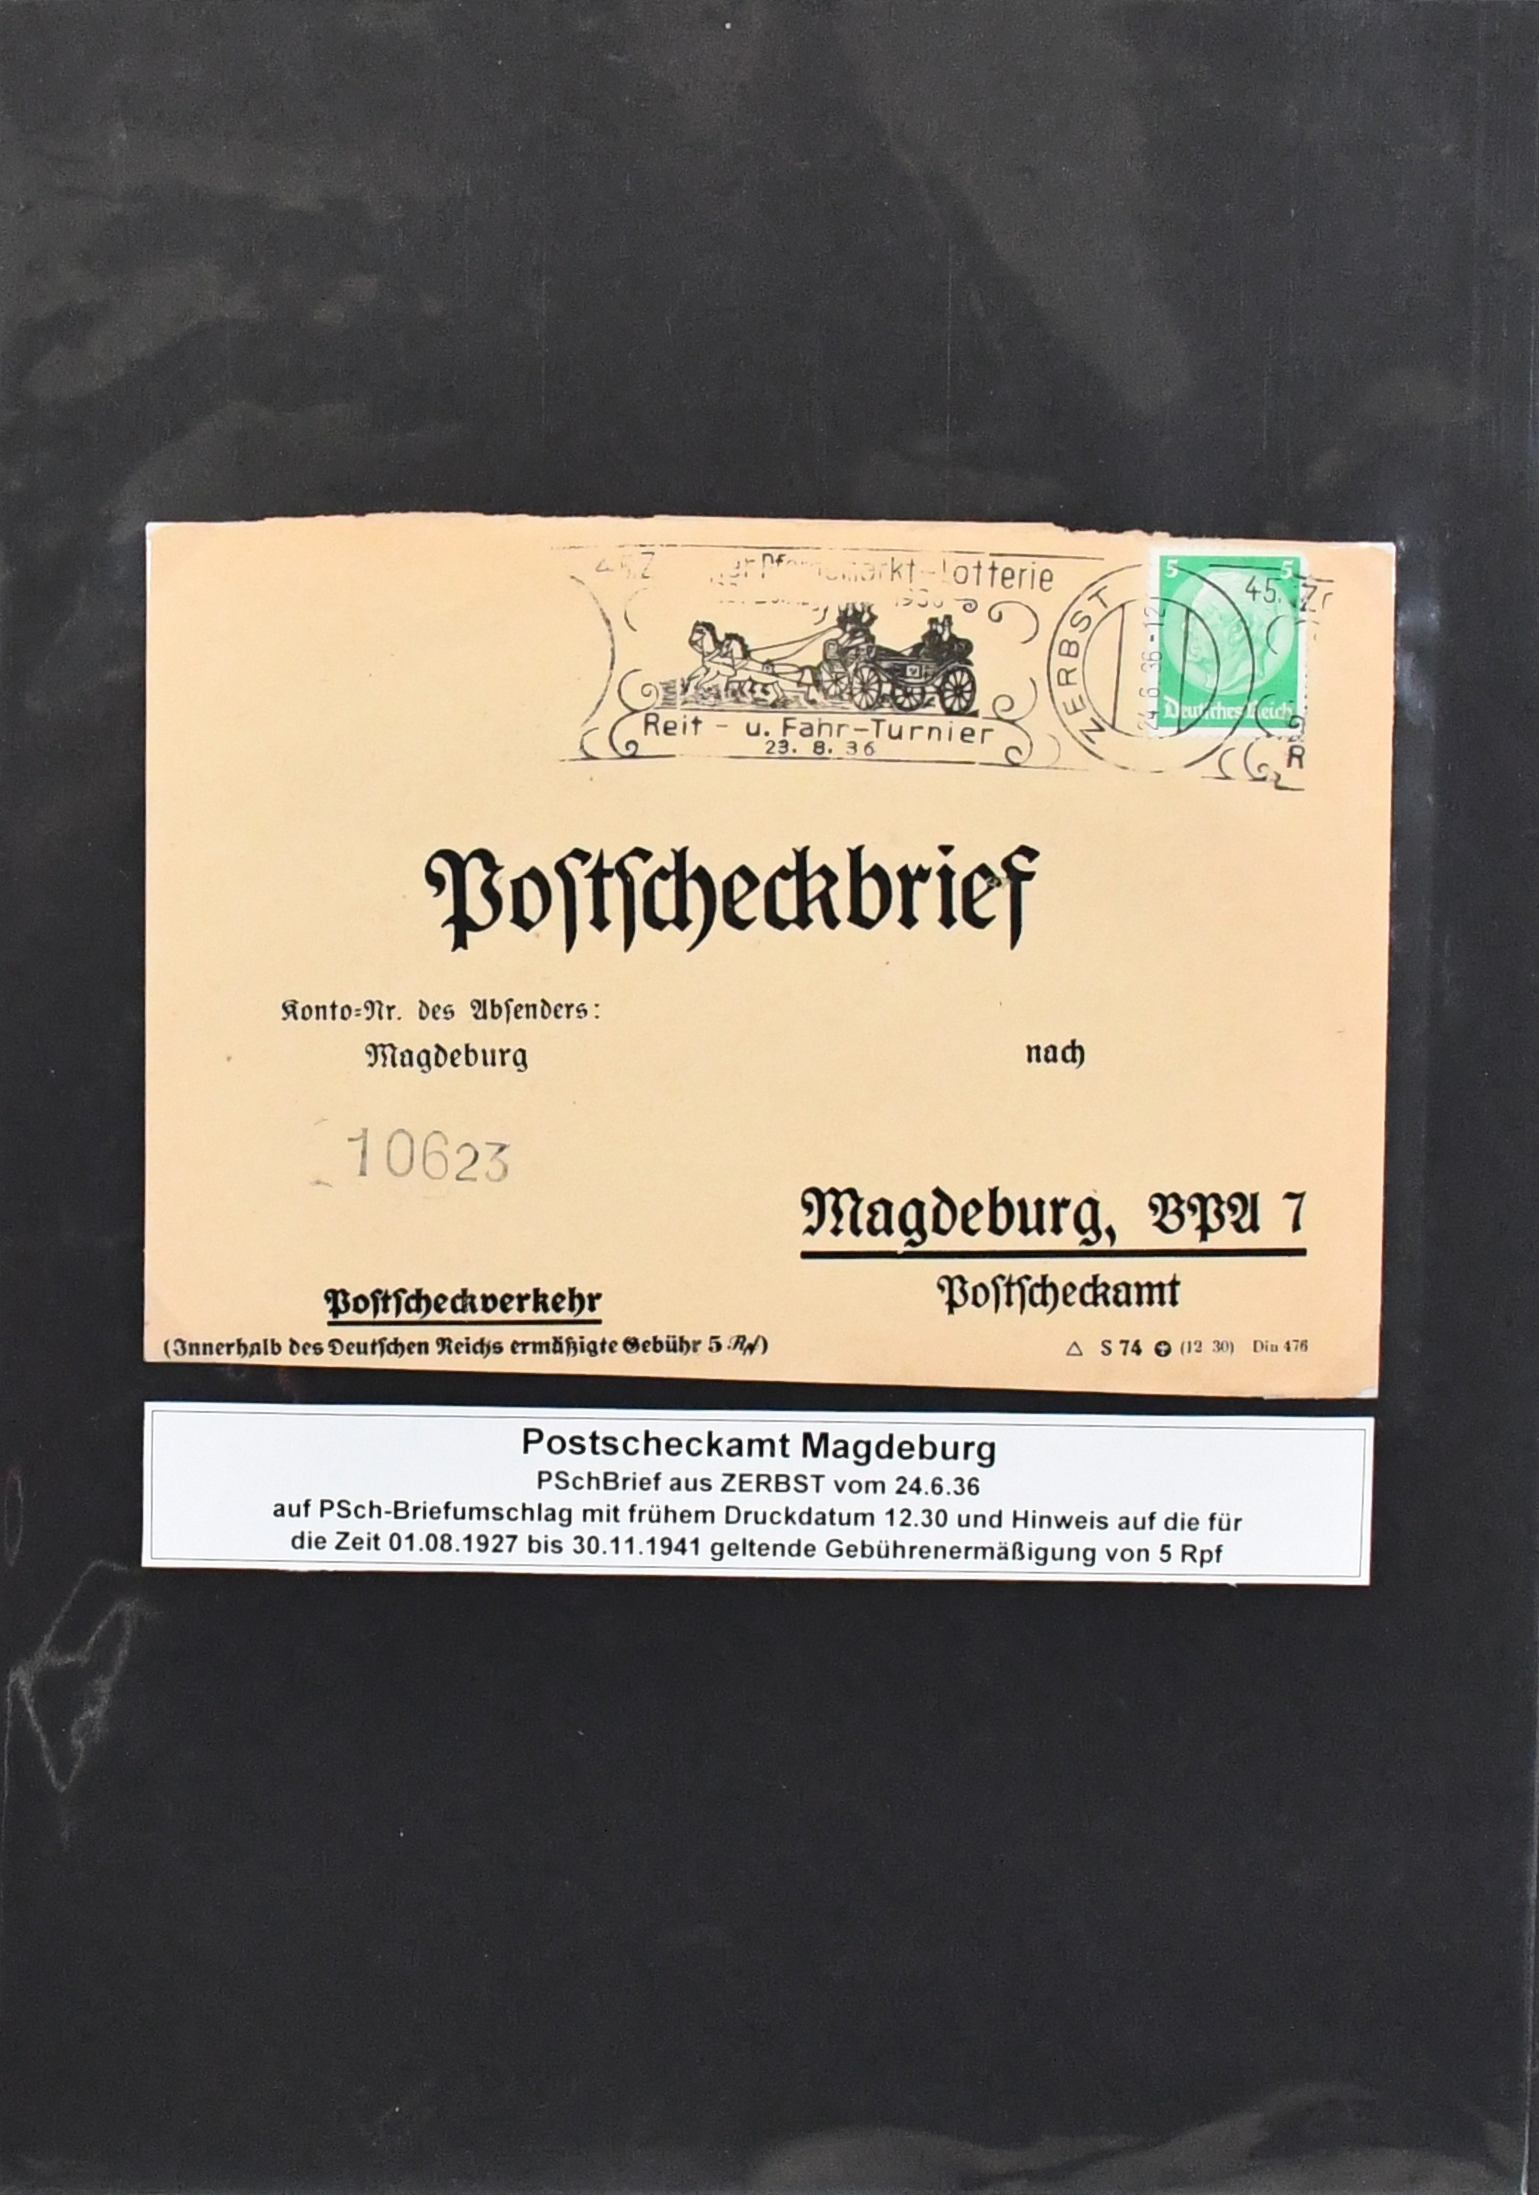 Pferdemarkt-Lotterie
1936
Reit - u. Fahr-Turnier
23. 8. 36
ZERBST
24.6.36-12
5 5
45. Z
Deutsches Reich
R
Postscheckbrief
Konto-Nr. des Absenders:
Magdeburg
nach
10623
Magdeburg, BPA 7
Postscheckamt
Postscheckverkehr
(Innerhalb des Deutschen Reichs ermäßigte Gebühr 5 Rpf)
△ S 74 (12 30) Din 476
Postscheckamt Magdeburg
PSchBrief aus ZERBST vom 24.6.36
auf PSch-Briefumschlag mit frühem Druckdatum 12.30 und Hinweis auf die für
die Zeit 01.08.1927 bis 30.11.1941 geltende Gebührenermäßigung von 5 Rpf